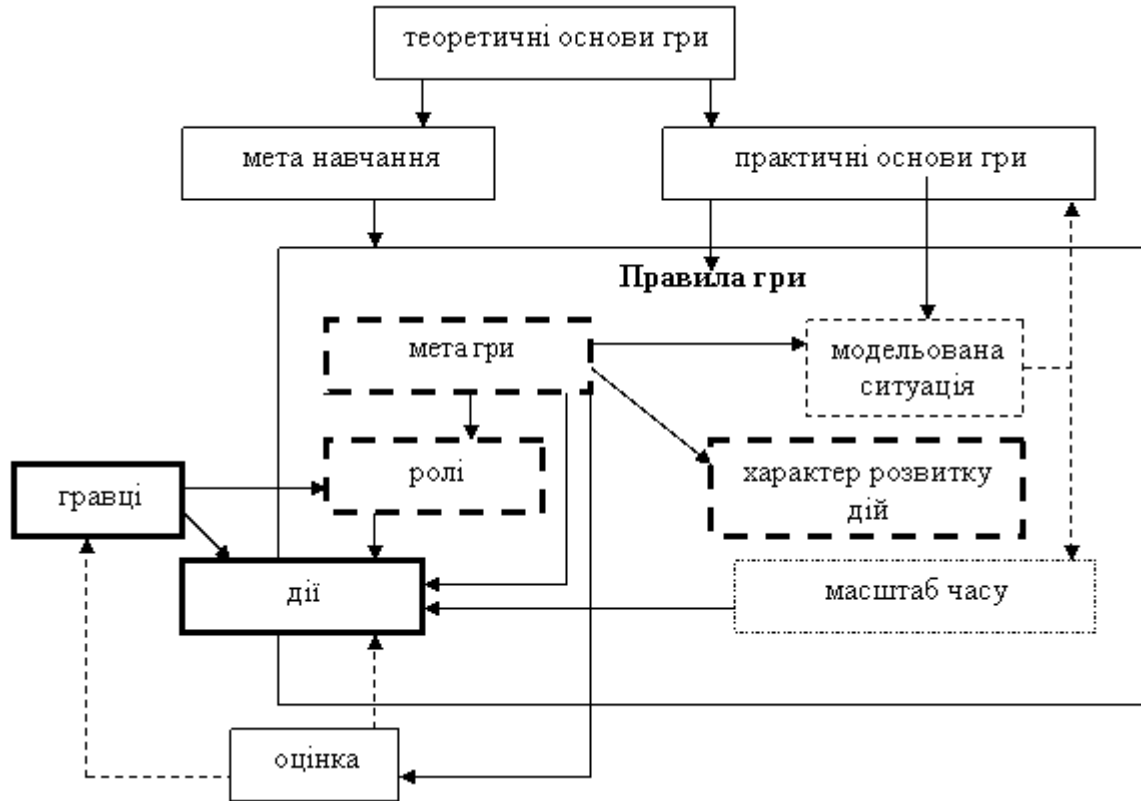 теоретичні основи гри
мета навчання
практичні основи гри
Правила гри
мета гри
модельована
ситуація
ролі
характер розвитку
дій
гравці
дії
масштаб часу
оцінка